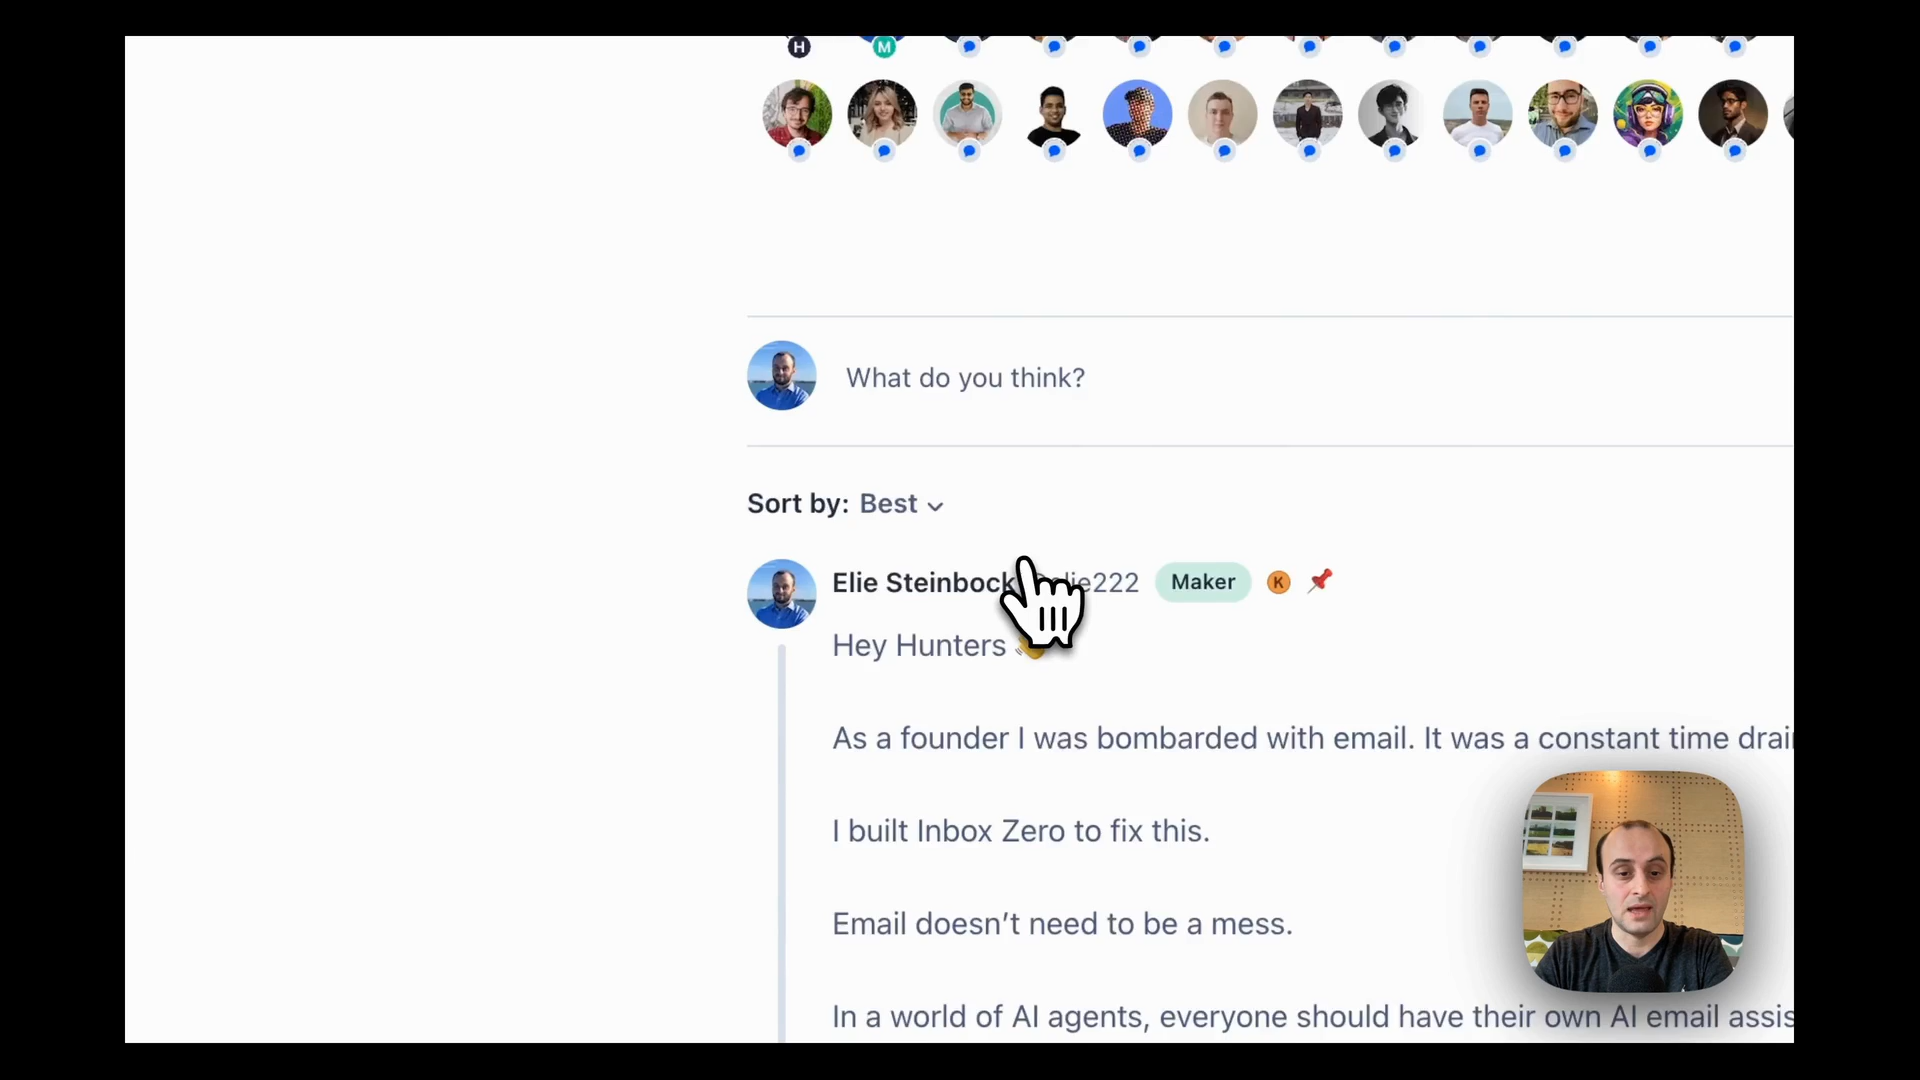 H
M
What do you think?
Sort by: Best
Elie Steinbock @elie222 Maker K
Hey Hunters
As a founder I was bombarded with email. It was a constant time drai
I built Inbox Zero to fix this.
Email doesn’t need to be a mess.
In a world of AI agents, everyone should have their own AI email assis